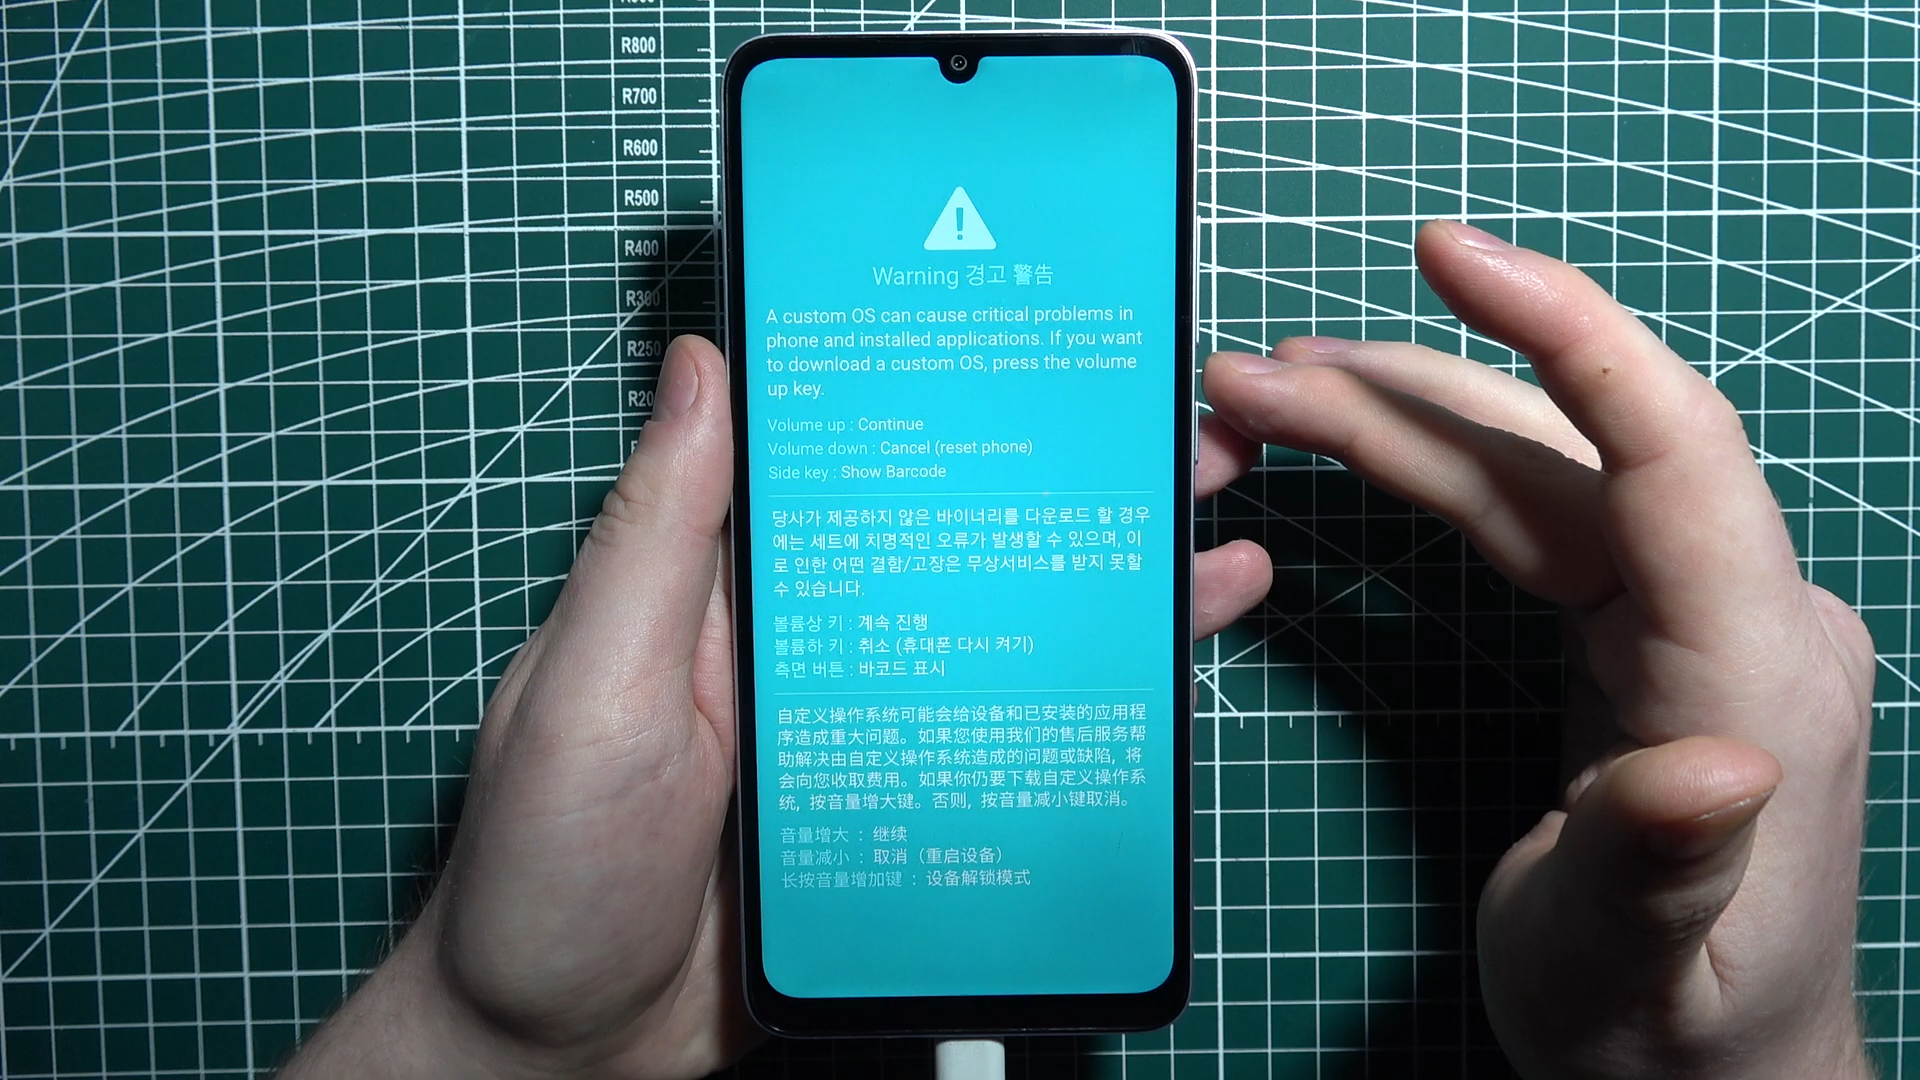 R800
R700
R600
R500
R400
R300
R250
R20
Warning 경고 警告
A custom OS can cause critical problems in
phone and installed applications. If you want
to download a custom OS, press the volume
up key.
Volume up : Continue
Volume down : Cancel (reset phone)
Side key : Show Barcode
당사가 제공하지 않은 바이너리를 다운로드 할 경우
에는 세트에 치명적인 오류가 발생할 수 있으며, 이
로 인한 어떤 결함/고장은 무상서비스를 받지 못할
수 있습니다.
볼륨상 키 : 계속 진행
볼륨하 키 : 취소 (휴대폰 다시 켜기)
측면 버튼 : 바코드 표시
自定义操作系统可能会给设备和已安装的应用程
序造成重大问题。如果您使用我们的售后服务帮
助解决由自定义操作系统造成的问题或缺陷, 将
会向您收取费用。如果你仍要下载自定义操作系
统, 按音量增大键。否则, 按音量减小键取消。
音量增大 : 继续
音量减小 : 取消 (重启设备)
长按音量增加键 : 设备解锁模式